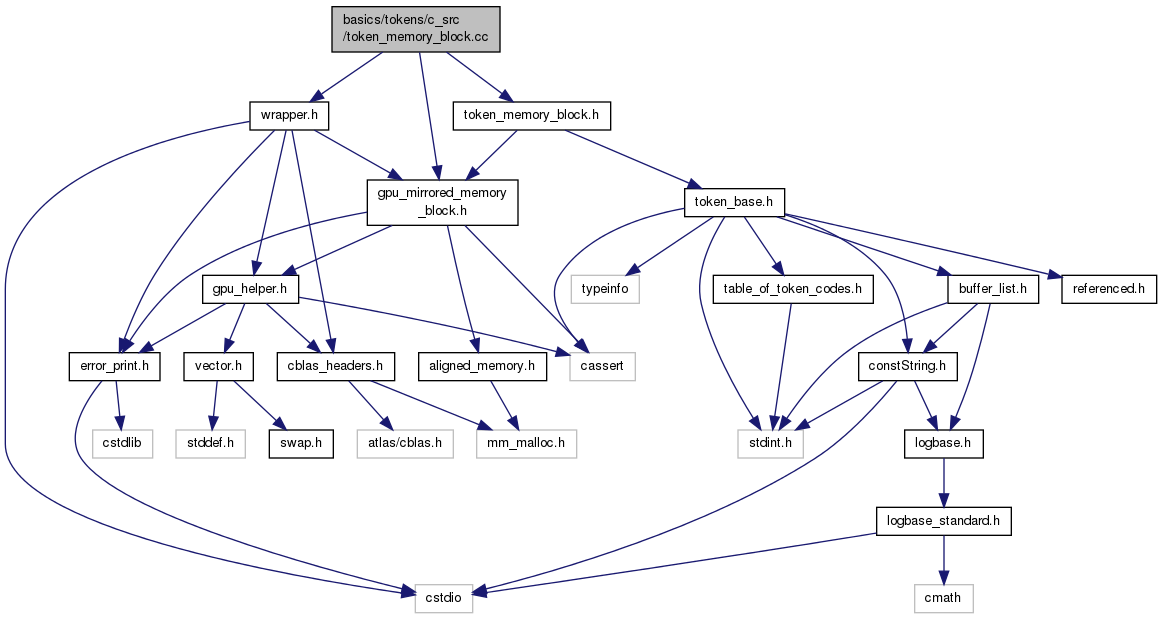 basics/tokens/c_src
/token_memory_block.cc
wrapper.h
token_memory_block.h
gpu_mirrored_memory
_block.h
token_base.h
gpu_helper.h
typeinfo
table_of_token_codes.h
buffer_list.h
referenced.h
error_print.h
vector.h
cblas_headers.h
aligned_memory.h
cassert
constString.h
cstdlib
stddef.h
swap.h
atlas/cblas.h
mm_malloc.h
stdint.h
logbase.h
logbase_standard.h
cstdio
cmath